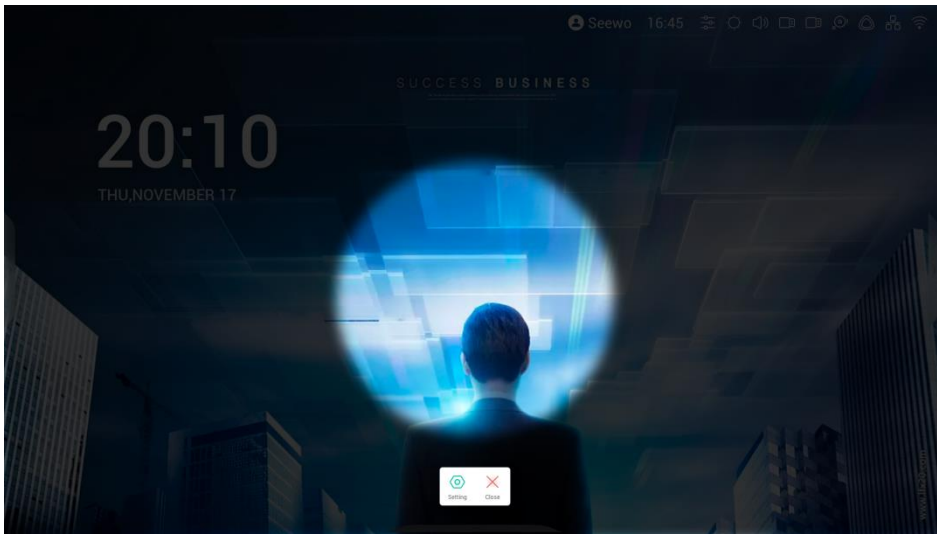 Seewo 16:45
SUCCESS BUSINESS
20:10
THU,NOVEMBER 17
Setting Close